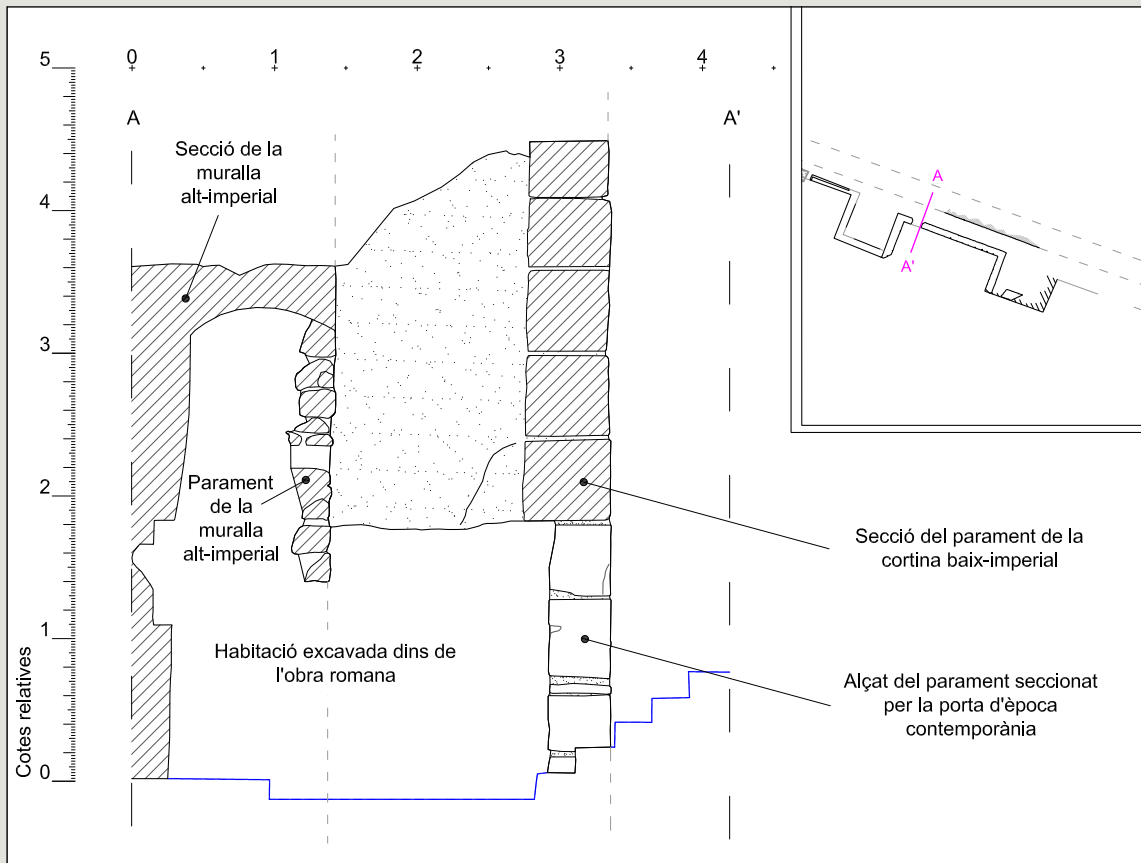 0 1 2 3 4
5
4
3
2
1
0
Cotes relatives
A
A'
Secció de la
muralla
alt-imperial
Parament
de la
muralla
alt-imperial
Habitació excavada dins de
l'obra romana
Secció del parament de la
cortina baix-imperial
Alçat del parament seccionat
per la porta d'època
contemporània
A
A'